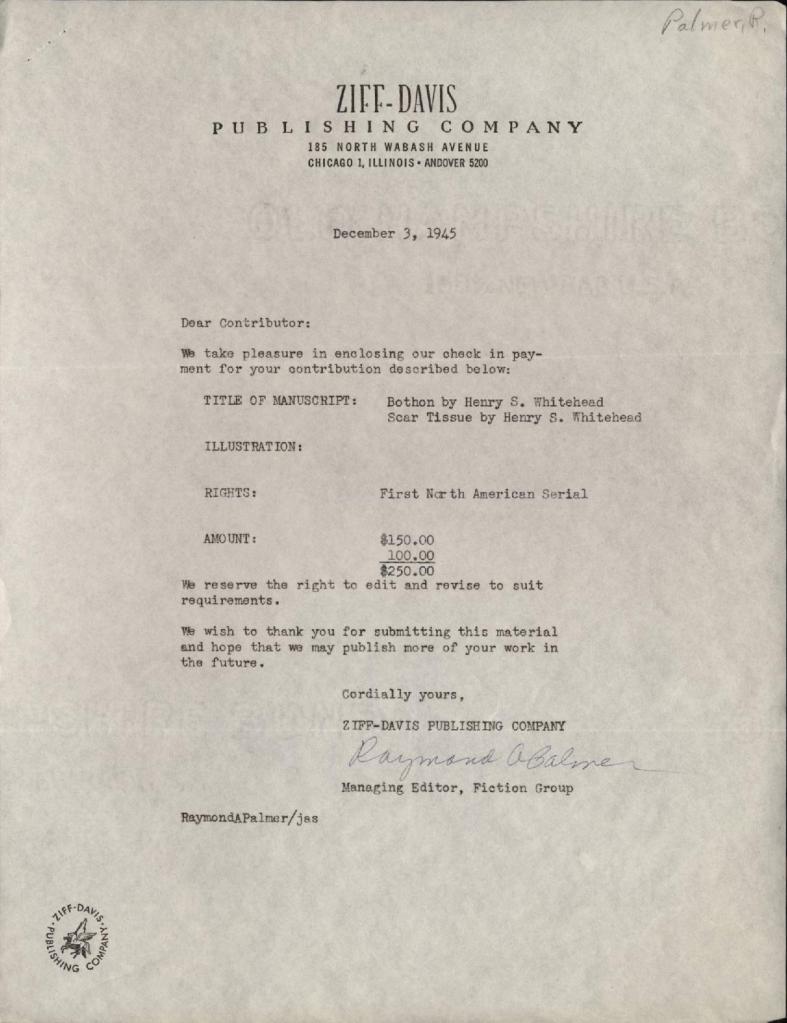 Palmer, R.
ZIFF-DAVIS
PUBLISHING COMPANY
185 NORTH WABASH AVENUE
CHICAGO 1, ILLINOIS • ANDOVER 5200
December 3, 1945
Dear Contributor:
We take pleasure in enclosing our check in pay-
ment for your contribution described below:
TITLE OF MANUSCRIPT: Bothon by Henry S. Whitehead
Scar Tissue by Henry S. Whitehead
ILLUSTRATION:
RIGHTS: First North American Serial
AMOUNT: $150.00
100.00
$250.00
We reserve the right to edit and revise to suit
requirements.
We wish to thank you for submitting this material
and hope that we may publish more of your work in
the future.
Cordially yours,
ZIFF-DAVIS PUBLISHING COMPANY
Raymond A Palmer
Managing Editor, Fiction Group
RaymondAPalmer/jas
ZIFF-DAVIS • PUBLISHING COMPANY •